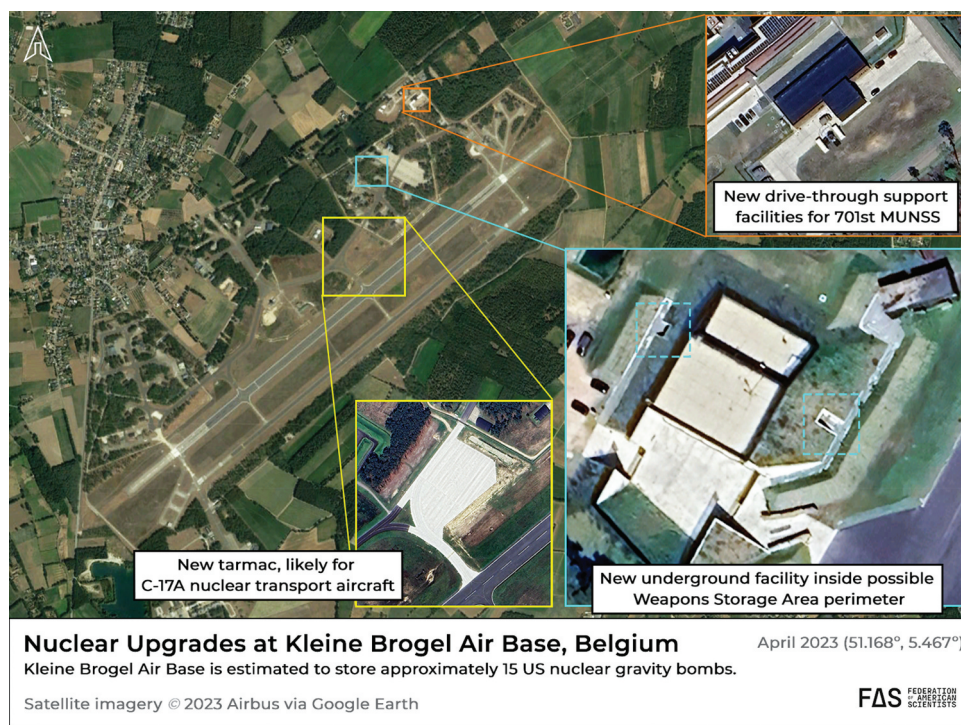 New drive-through support
facilities for 701st MUNSS
New tarmac, likely for
C-17A nuclear transport aircraft
New underground facility inside possible
Weapons Storage Area perimeter
Nuclear Upgrades at Kleine Brogel Air Base, Belgium
April 2023 (51.168º, 5.467º)
Kleine Brogel Air Base is estimated to store approximately 15 US nuclear gravity bombs.
Satellite imagery © 2023 Airbus via Google Earth
FAS
FEDERATION
OF AMERICAN
SCIENTISTS